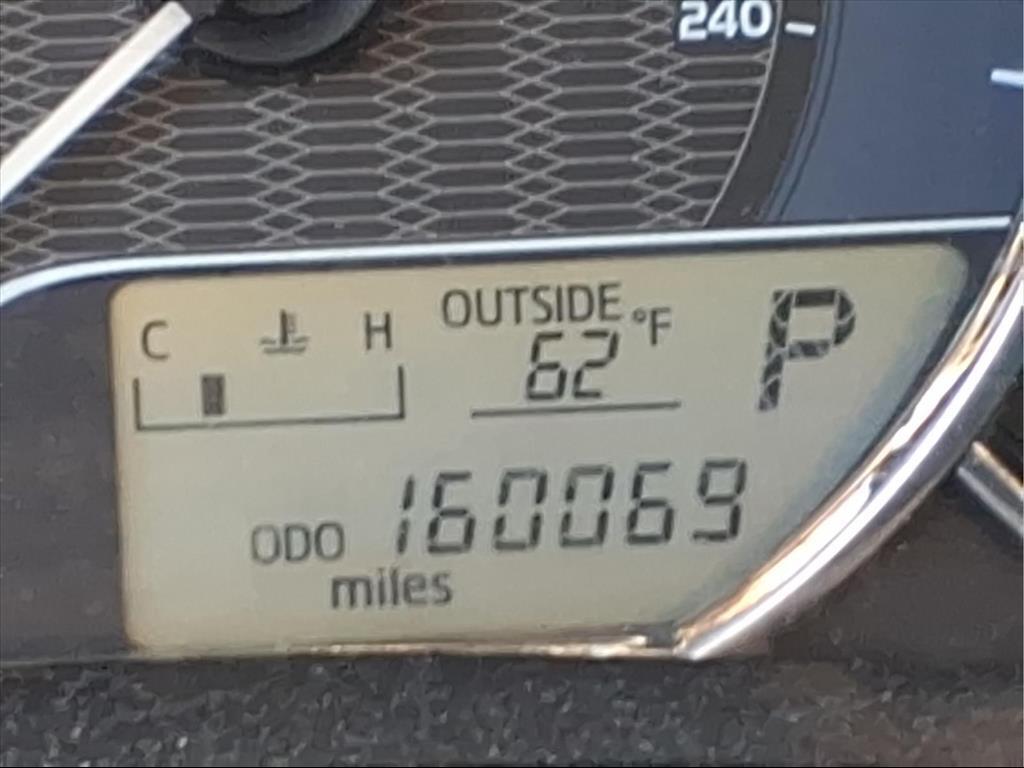 240
C H OUTSIDE °F P
62
ODO 160069
miles